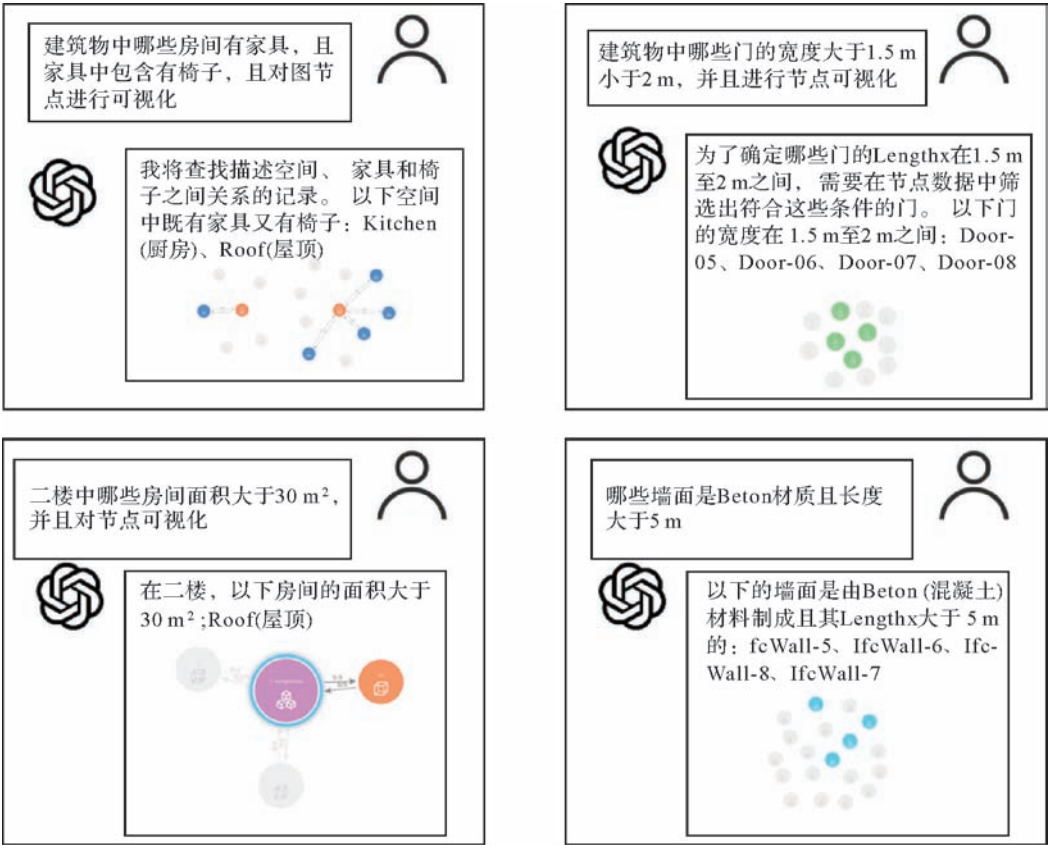 建筑物中哪些房间有家具，且
家具中包含有椅子，且对图节
点进行可视化
我将查找描述空间、 家具和椅
子之间关系的记录。 以下空间
中既有家具又有椅子：Kitchen
(厨房)、Roof(屋顶)
建筑物中哪些门的宽度大于1.5 m
小于2 m，并且进行节点可视化
为了确定哪些门的Lengthx在1.5 m
至2 m之间， 需要在节点数据中筛
选出符合这些条件的门。 以下门
的宽度在 1.5 m至2 m之间：Door-
05、Door-06、Door-07、Door-08
二楼中哪些房间面积大于30 m²，
并且对节点可视化
在二楼，以下房间的面积大于
30 m² ;Roof(屋顶)
哪些墙面是Beton材质且长度
大于5 m
以下的墙面是由Beton (混凝土)
材料制成且其Lengthx大于 5 m
的：fcWall-5、IfcWall-6、Ifc-
Wall-8、IfcWall-7